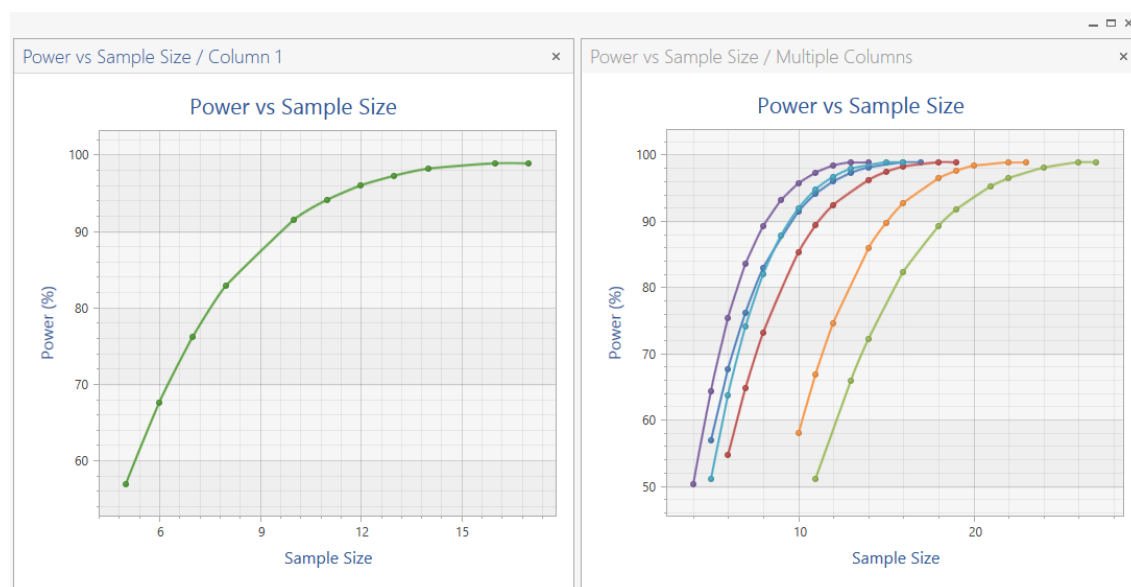 Power vs Sample Size / Column 1
Power vs Sample Size
Power (%)
100
90
80
70
60
6 9 12 15
Sample Size
Power vs Sample Size / Multiple Columns
Power vs Sample Size
Power (%)
100
90
80
70
60
50
10 20
Sample Size